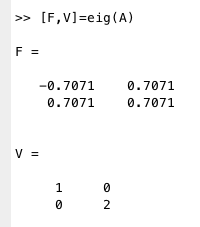 >> [F,V]=eig(A)
F =
-0.7071 0.7071
0.7071 0.7071
V =
1 0
0 2